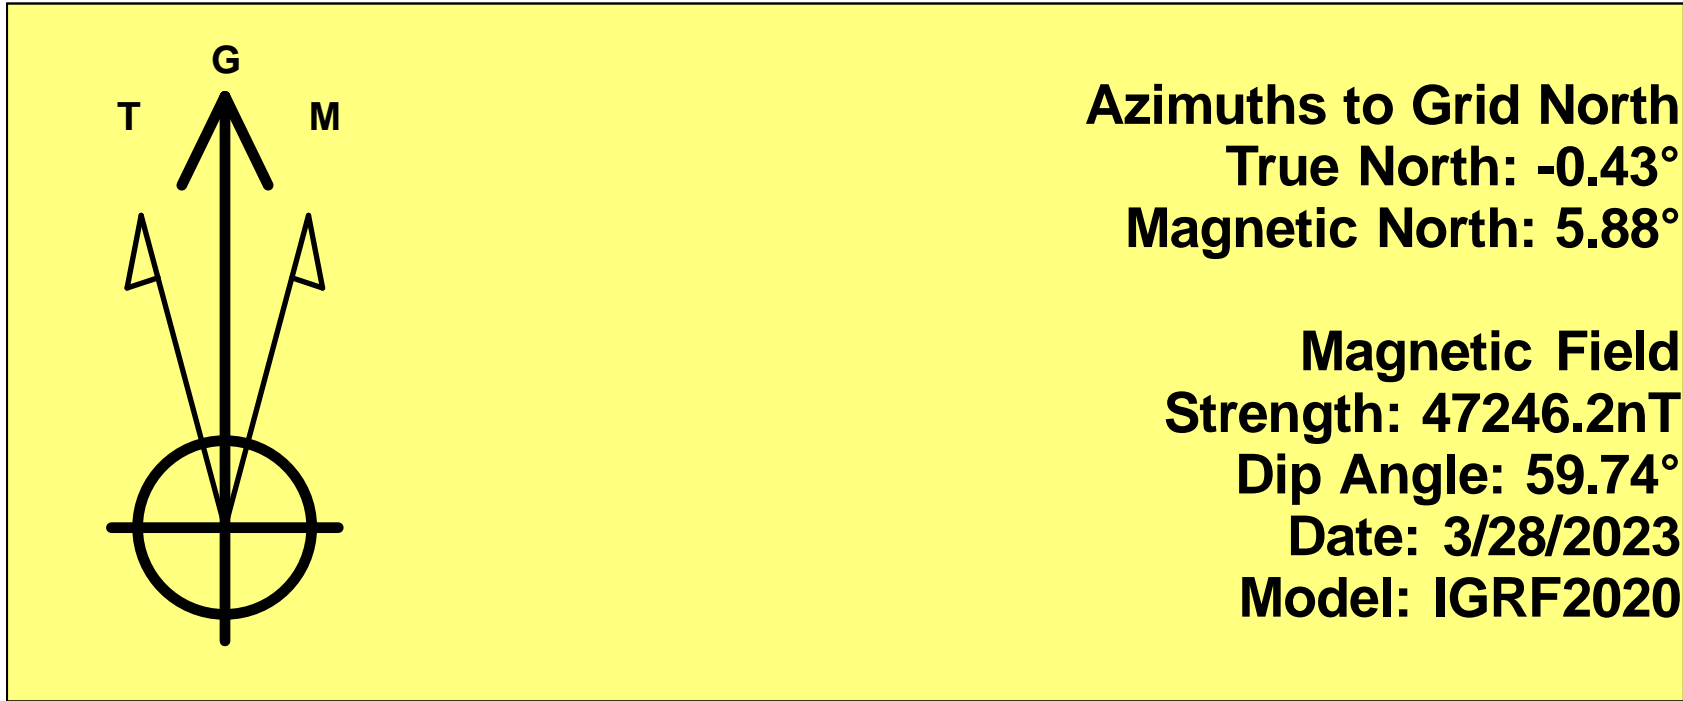 G
T M
Azimuths to Grid North
True North: -0.43°
Magnetic North: 5.88°
Magnetic Field
Strength: 47246.2nT
Dip Angle: 59.74°
Date: 3/28/2023
Model: IGRF2020